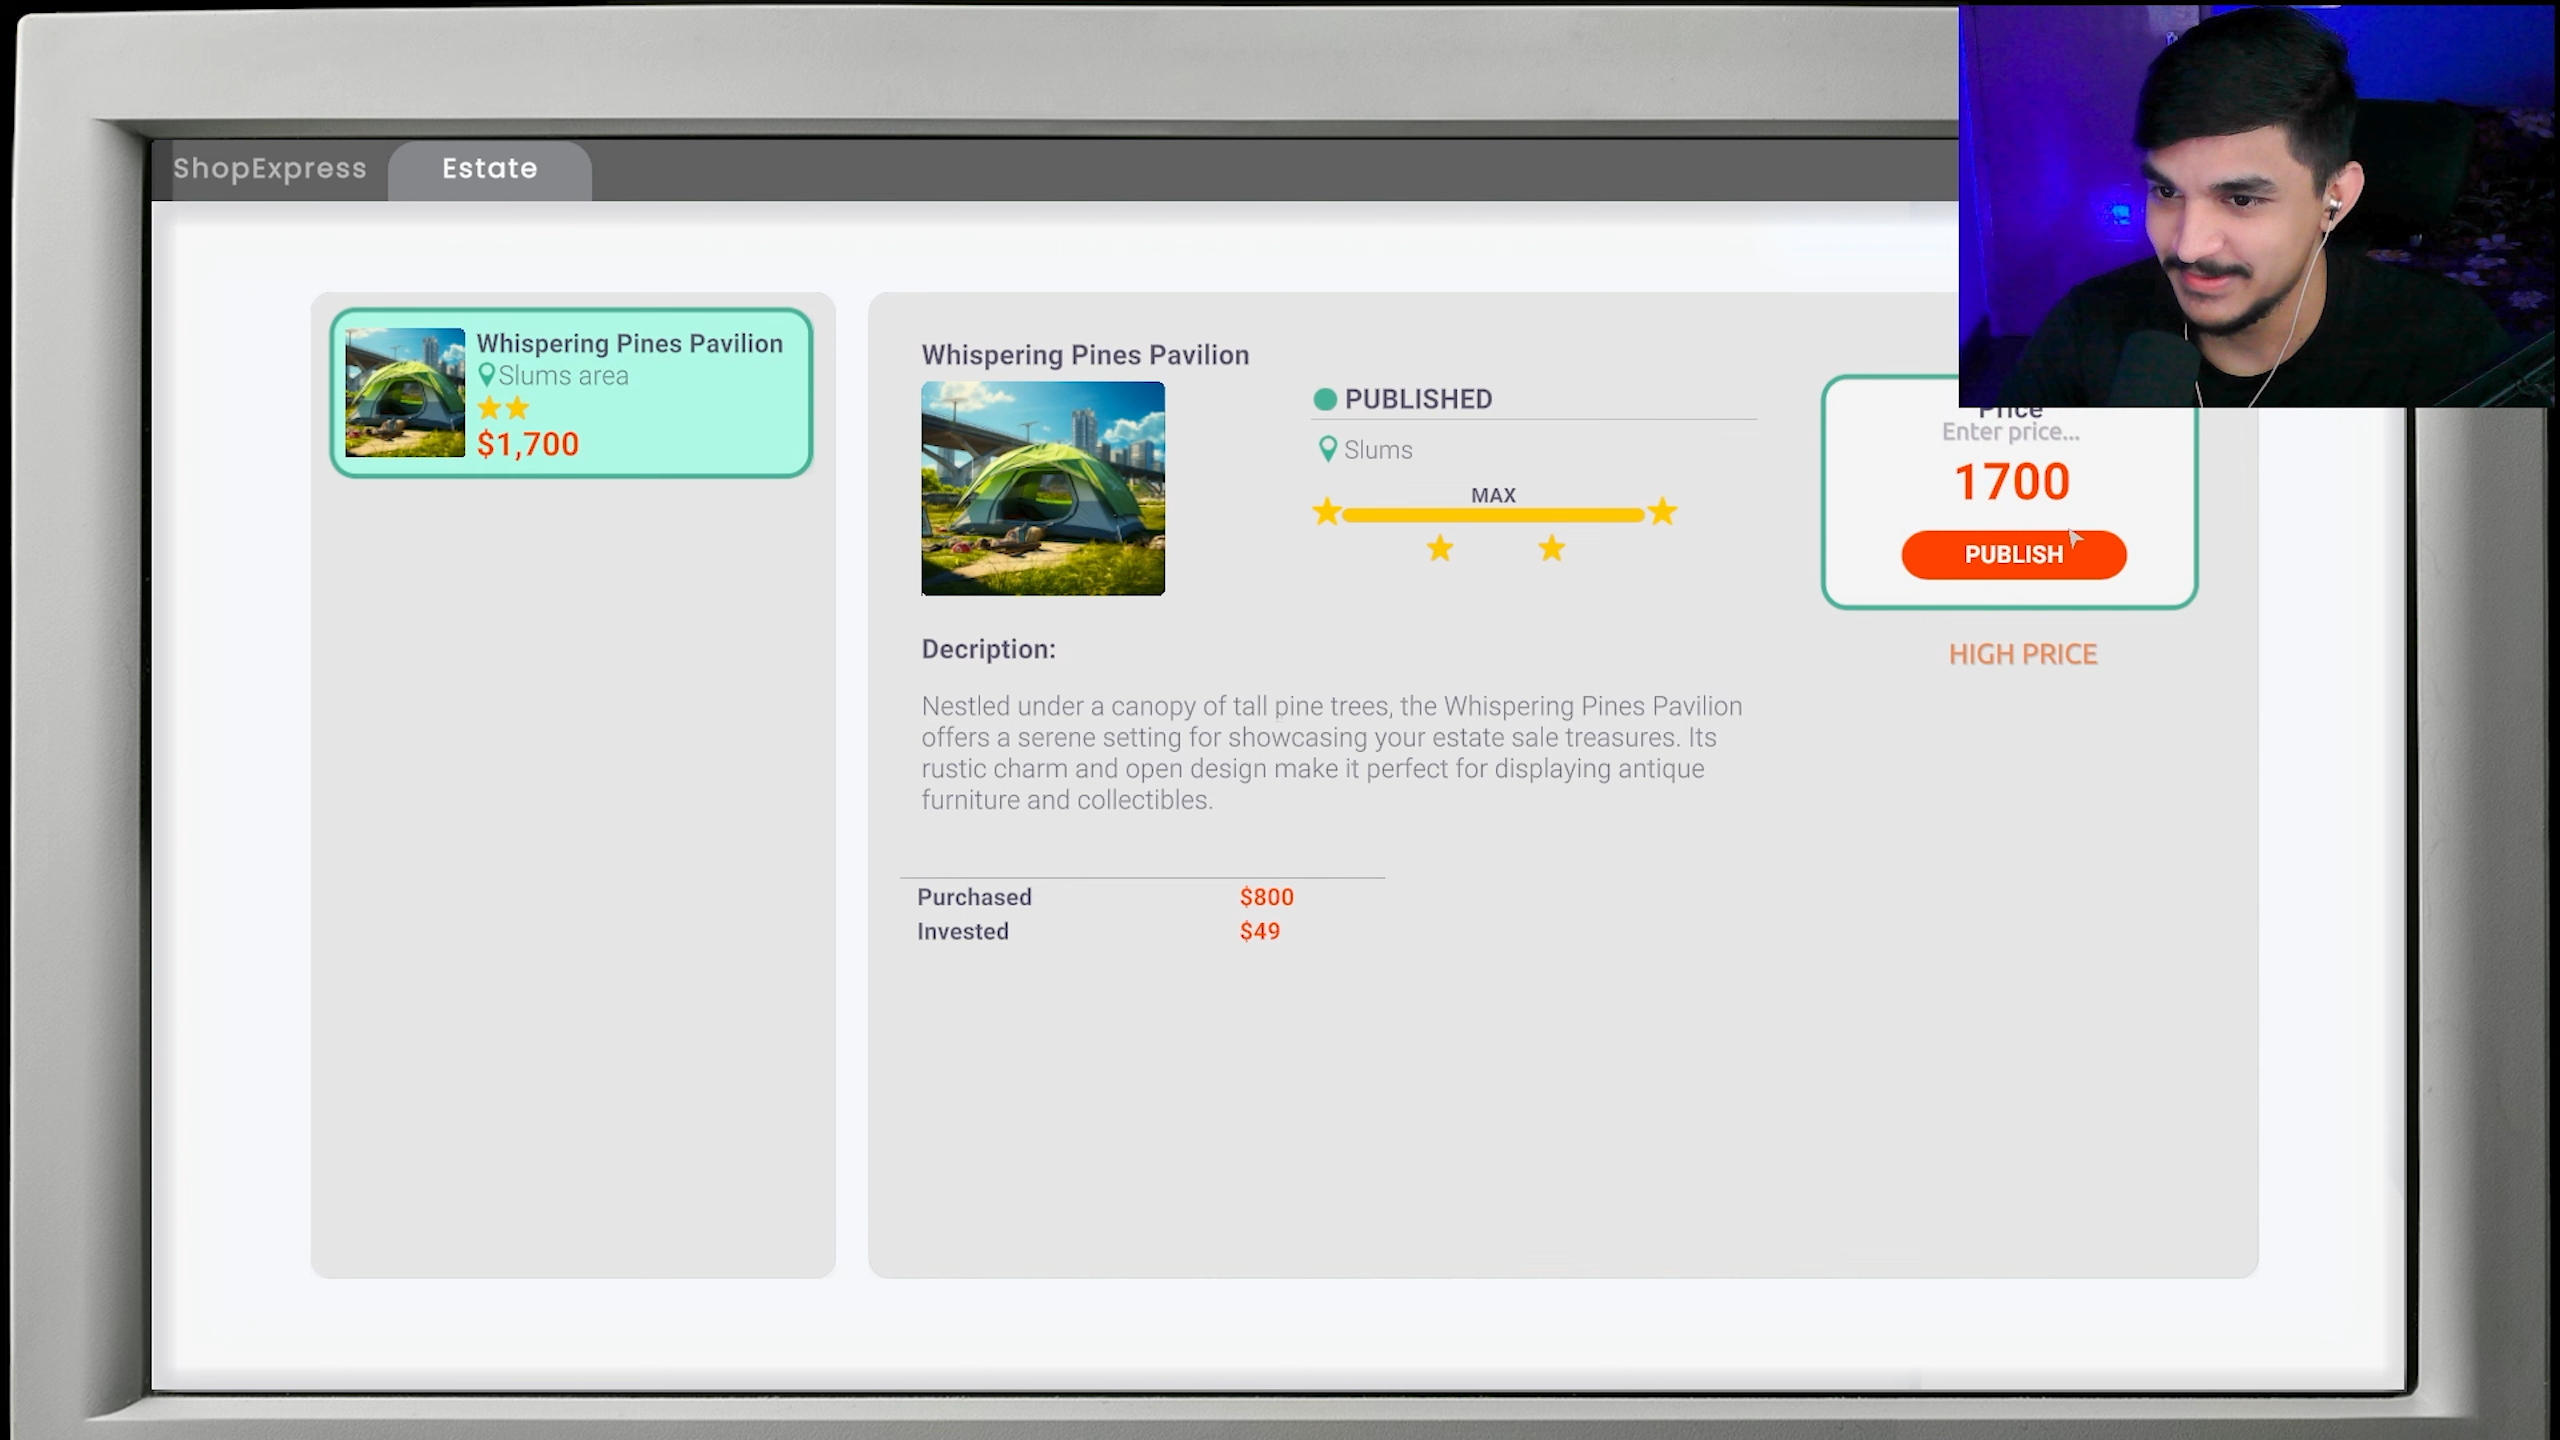 ShopExpress
Estate
Whispering Pines Pavilion
Slums area
$1,700
Whispering Pines Pavilion
PUBLISHED
Slums
MAX
Price
Enter price...
1700
PUBLISH
HIGH PRICE
Decription:
Nestled under a canopy of tall pine trees, the Whispering Pines Pavilion
offers a serene setting for showcasing your estate sale treasures. Its
rustic charm and open design make it perfect for displaying antique
furniture and collectibles.
Purchased $800
Invested $49